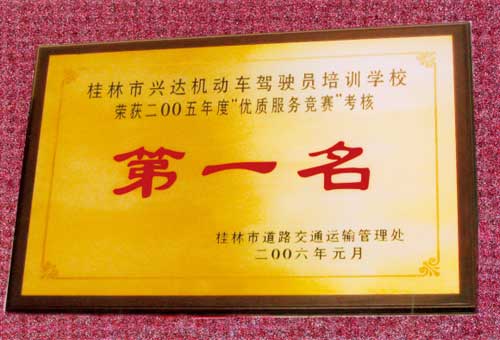 桂林市兴达机动车驾驶员培训学校
荣获二00五年度"优质服务竞赛"考核
第一名
桂林市道路交通运输管理处
二00六年元月